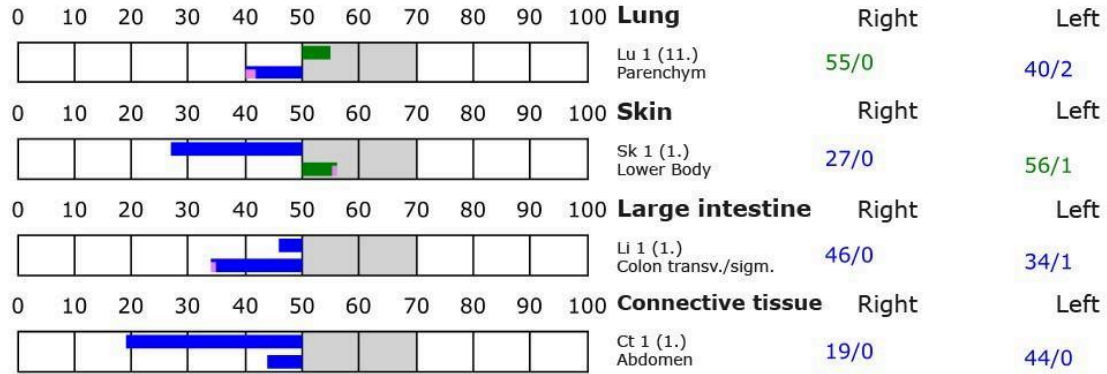 0 10 20 30 40 50 60 70 80 90 100 Lung Right Left
Lu 1 (11.)
Parenchym
55/0 40/2
0 10 20 30 40 50 60 70 80 90 100 Skin Right Left
Sk 1 (1.)
Lower Body
27/0 56/1
0 10 20 30 40 50 60 70 80 90 100 Large intestine Right Left
Li 1 (1.)
Colon transv./sigm.
46/0 34/1
0 10 20 30 40 50 60 70 80 90 100 Connective tissue Right Left
Ct 1 (1.)
Abdomen
19/0 44/0